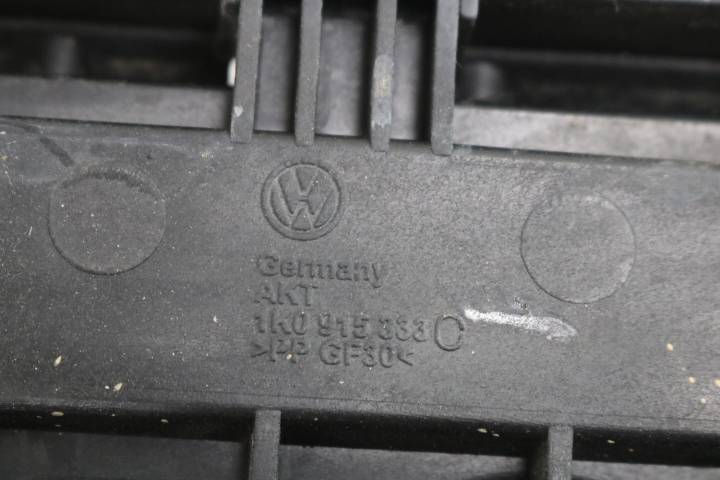 Germany
AKT
1K0 915 333 C
>PP GF30<